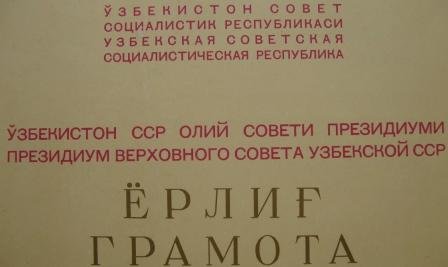 ЎЗБЕКИСТОН СОВЕТ
СОЦИАЛИСТИК РЕСПУБЛИКАСИ
УЗБЕКСКАЯ СОВЕТСКАЯ
СОЦИАЛИСТИЧЕСКАЯ РЕСПУБЛИКА
ЎЗБЕКИСТОН ССР ОЛИЙ СОВЕТИ ПРЕЗИДИУМИ
ПРЕЗИДИУМ ВЕРХОВНОГО СОВЕТА УЗБЕКСКОЙ ССР
ЁРЛИҒ
ГРАМОТА